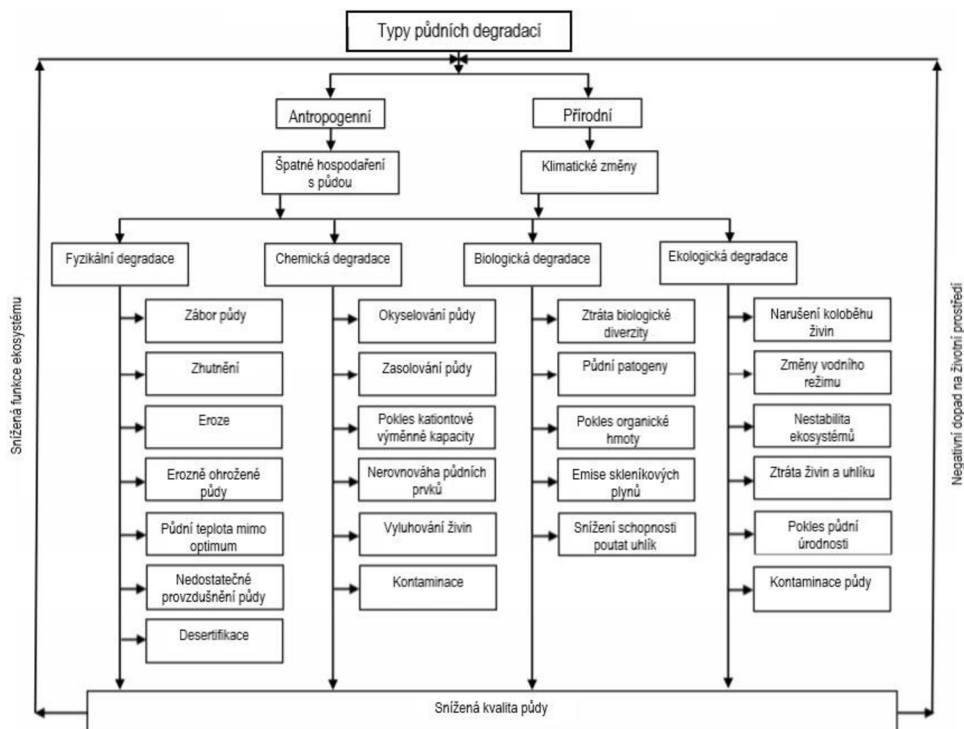 Typy půdních degradací
Antropogenní
Přírodní
Špatné hospodaření
s půdou
Klimatické změny
Fyzikální degradace
Chemická degradace
Biologická degradace
Ekologická degradace
Zábor půdy
Zhutnění
Eroze
Erozně ohrožené
půdy
Půdní teplota mimo
optimum
Nedostatečné
provzdušnění půdy
Desertifikace
Okyselování půdy
Zasolování půdy
Pokles kationtové
výměnné kapacity
Nerovnováha půdních
prvků
Vyluhování živin
Kontaminace
Ztráta biologické
diverzity
Půdní patogeny
Pokles organické
hmoty
Emise skleníkových
plynů
Snížení schopnosti
poutat uhlík
Narušení koloběhu
živin
Změny vodního
režimu
Nestabilita
ekosystémů
Ztráta živin a uhlíku
Pokles půdní
úrodnosti
Kontaminace půdy
Snížená funkce ekosystému
Negativní dopad na životní prostředí
Snížená kvalita půdy